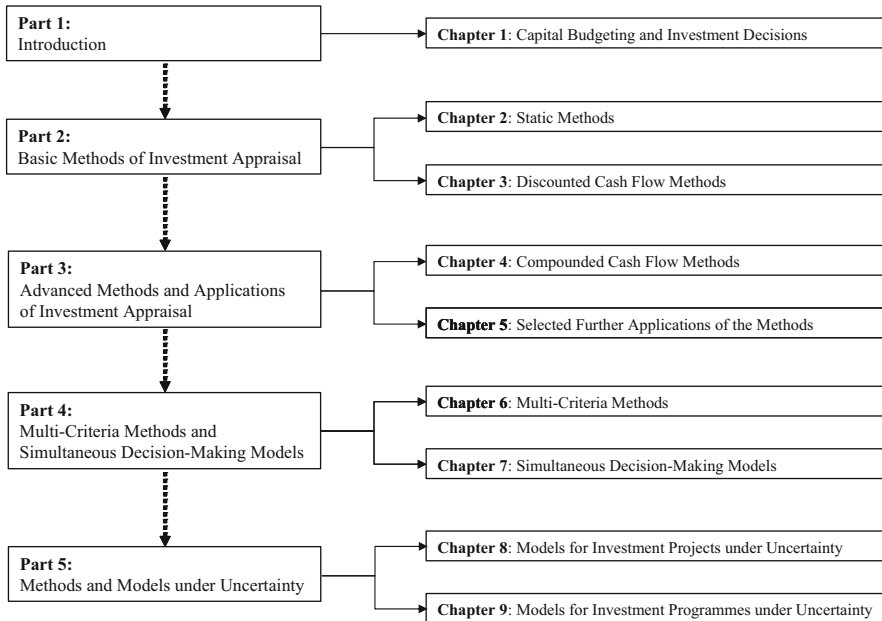 Part 1:
Introduction
Chapter 1: Capital Budgeting and Investment Decisions
Part 2:
Basic Methods of Investment Appraisal
Chapter 2: Static Methods
Chapter 3: Discounted Cash Flow Methods
Part 3:
Advanced Methods and Applications
of Investment Appraisal
Chapter 4: Compounded Cash Flow Methods
Chapter 5: Selected Further Applications of the Methods
Part 4:
Multi-Criteria Methods and
Simultaneous Decision-Making Models
Chapter 6: Multi-Criteria Methods
Chapter 7: Simultaneous Decision-Making Models
Part 5:
Methods and Models under Uncertainty
Chapter 8: Models for Investment Projects under Uncertainty
Chapter 9: Models for Investment Programmes under Uncertainty